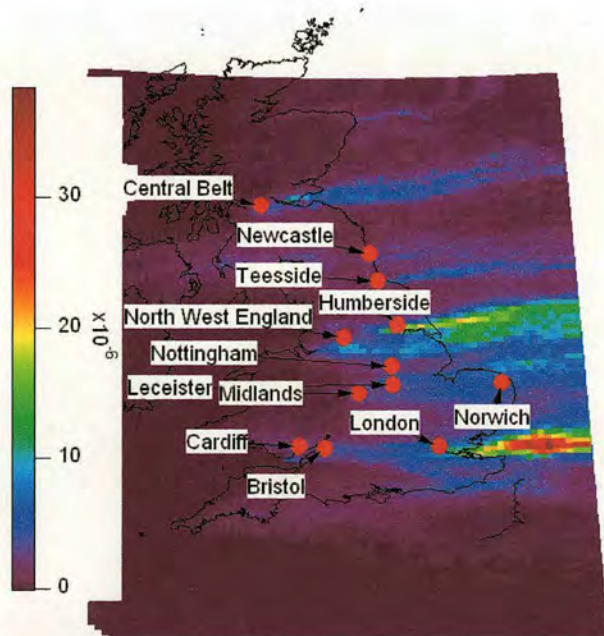 30
20
10
0
x10-6
Central Belt
Newcastle
Teesside
Humberside
North West England
Nottingham
Leceister
Midlands
London
Norwich
Cardiff
Bristol